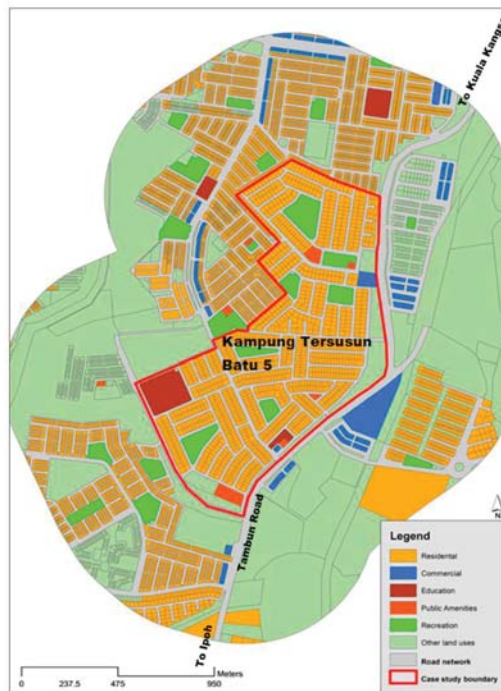 To Kuala Kangsar
Kampung Tersusun
Batu 5
Tambun Road
To Ipoh
N
Legend
Residental
Commercial
Education
Public Amenities
Recreation
Other land uses
Road network
Case study boundary
Meters
0 237.5 475 950